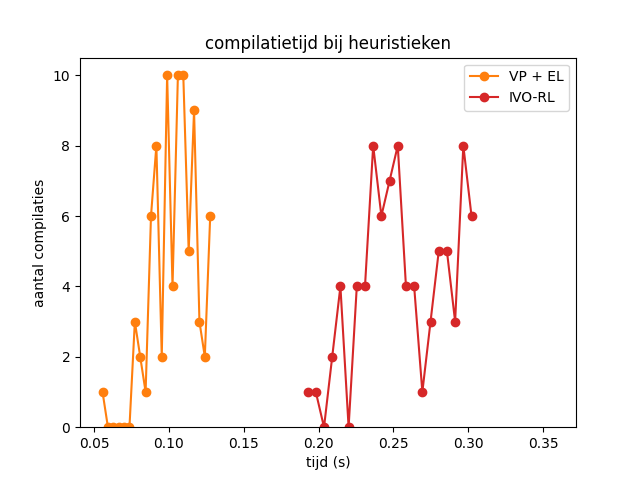 compilatietijd bij heuristieken
VP + EL
IVO-RL
aantal compilaties
10
8
6
4
2
0
0.05 0.10 0.15 0.20 0.25 0.30 0.35
tijd (s)